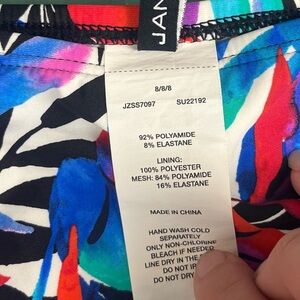 JAN
8/8/8
JZSS7097 SU22192
92% POLYAMIDE
8% ELASTANE
LINING:
100% POLYESTER
MESH: 84% POLYAMIDE
16% ELASTANE
MADE IN CHINA
HAND WASH COLD
SEPARATELY
ONLY NON-CHLORINE
BLEACH IF NEEDED
LINE DRY IN THE
DO NOT
DO NOT